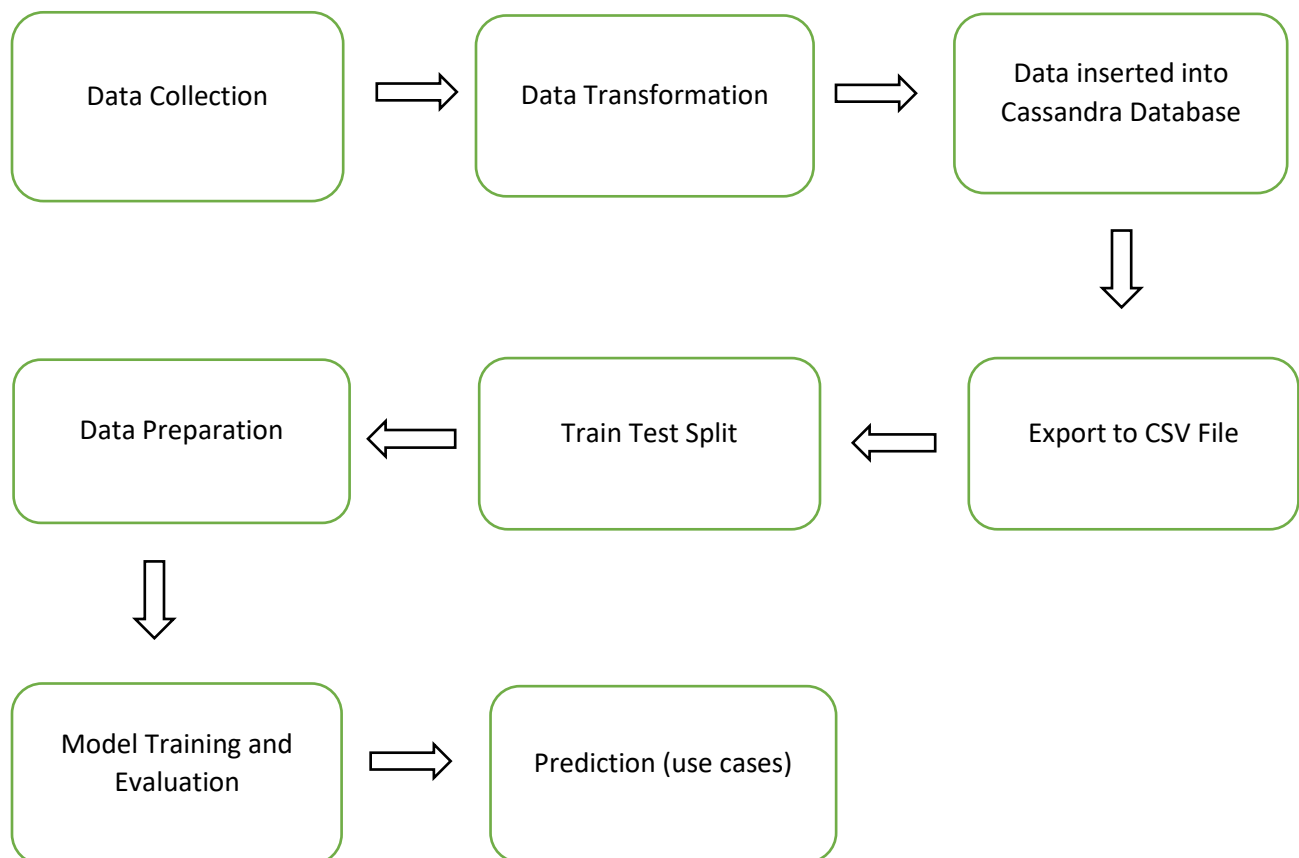 Data Collection
Data Transformation
Data inserted into
Cassandra Database
Export to CSV File
Train Test Split
Data Preparation
Model Training and
Evaluation
Prediction (use cases)